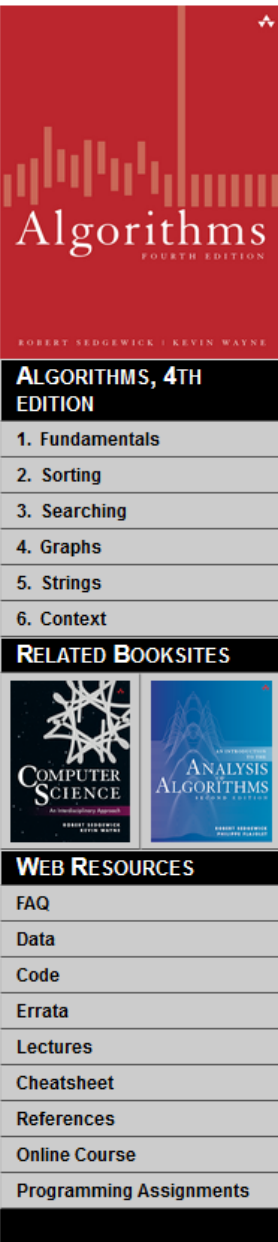 Algorithms
FOURTH EDITION
ROBERT SEDGEWICK | KEVIN WAYNE
ALGORITHMS, 4TH
EDITION
1. Fundamentals
2. Sorting
3. Searching
4. Graphs
5. Strings
6. Context
RELATED BOOKSITES
COMPUTER
SCIENCE
An Interdisciplinary Approach
ROBERT SEDGEWICK
KEVIN WAYNE
AN INTRODUCTION
TO THE
ANALYSIS
OF
ALGORITHMS
SECOND EDITION
ROBERT SEDGEWICK
PHILIPPE FLAJOLET
WEB RESOURCES
FAQ
Data
Code
Errata
Lectures
Cheatsheet
References
Online Course
Programming Assignments